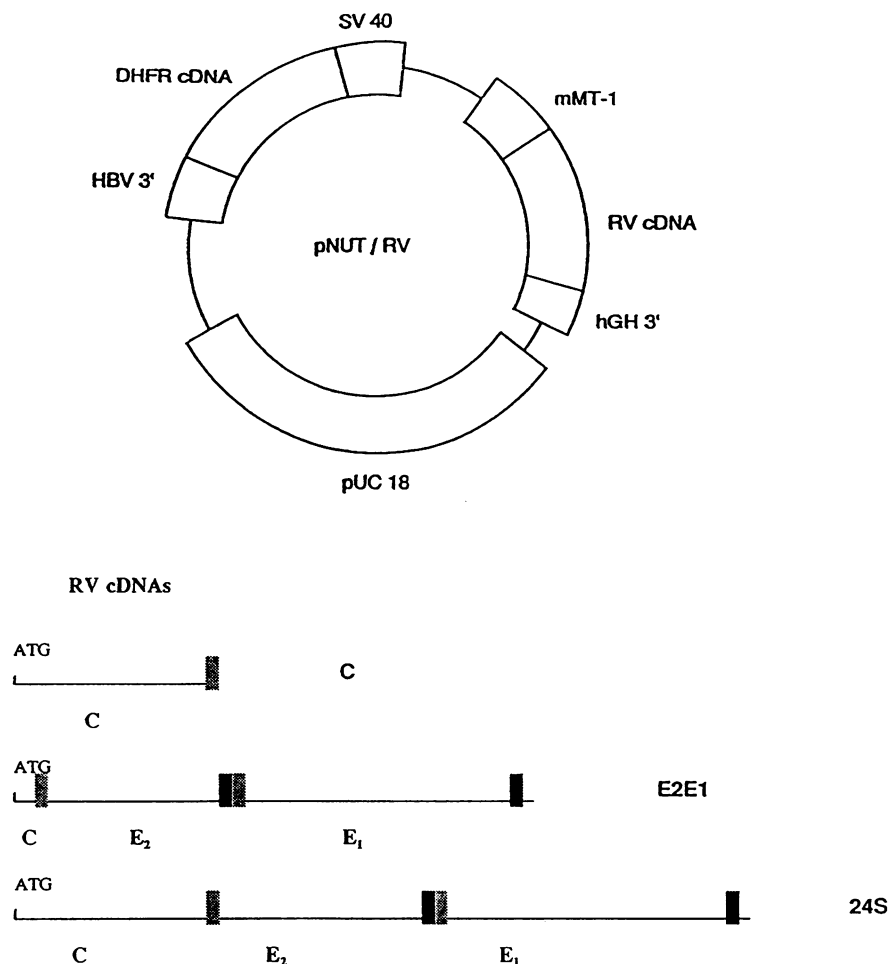 SV 40
DHFR cDNA
mMT-1
HBV 3'
RV cDNA
pNUT / RV
hGH 3'
pUC 18
RV cDNAs
ATG
C
C
ATG
E2E1
C E₂ E₁
ATG
24S
C E₂ E₁